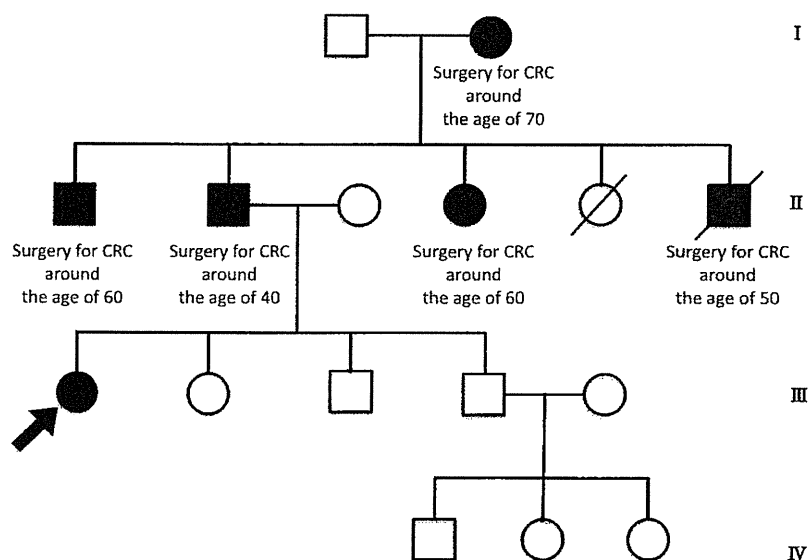 I
Surgery for CRC
around
the age of 70
II
Surgery for CRC
around
the age of 60
Surgery for CRC
around
the age of 40
Surgery for CRC
around
the age of 60
Surgery for CRC
around
the age of 50
III
IV